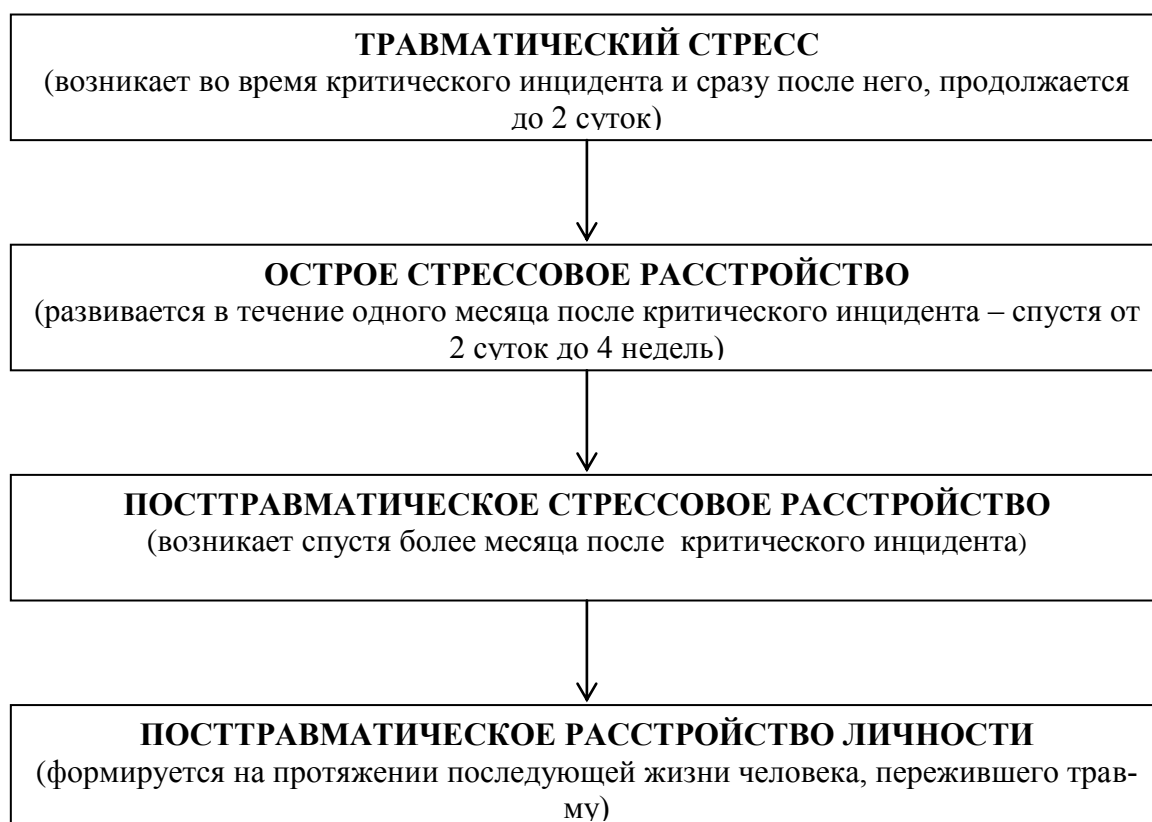 ТРАВМАТИЧЕСКИЙ СТРЕСС
(возникает во время критического инцидента и сразу после него, продолжается
до 2 суток)
ОСТРОЕ СТРЕССОВОЕ РАССТРОЙСТВО
(развивается в течение одного месяца после критического инцидента – спустя от
2 суток до 4 недель)
ПОСТТРАВМАТИЧЕСКОЕ СТРЕССОВОЕ РАССТРОЙСТВО
(возникает спустя более месяца после критического инцидента)
ПОСТТРАВМАТИЧЕСКОЕ РАССТРОЙСТВО ЛИЧНОСТИ
(формируется на протяжении последующей жизни человека, пережившего трав-
му)